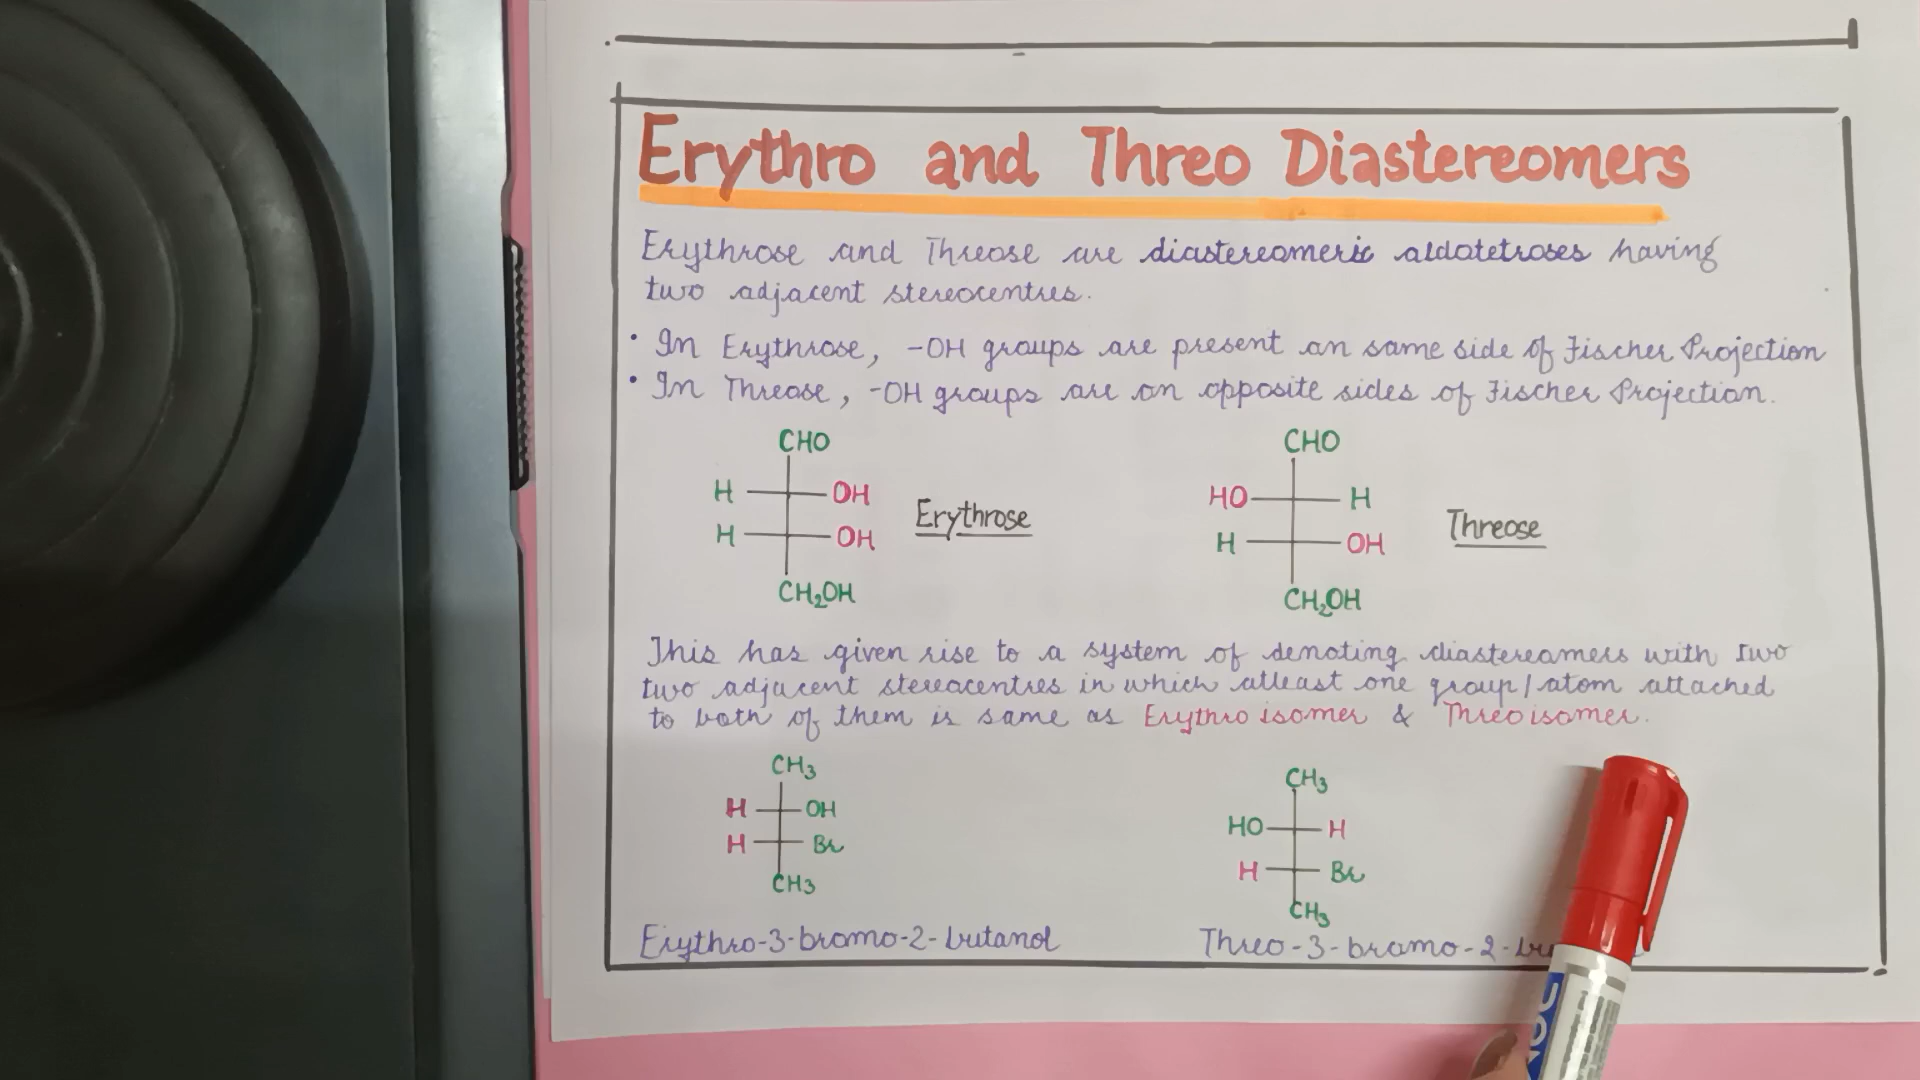 Erythro and Threo Diastereomers
Erythrose and Threose are diastereomeric aldotetroses having
two adjacent stereocentres.
• In Erythrose, -OH groups are present on same side of Fischer Projection
• In Threose, -OH groups are on opposite sides of Fischer Projection.
CHO
H OH
H OH
CH₂OH
Erythrose
CHO
HO H
H OH
CH₂OH
Threose
This has given rise to a system of denoting diastereomers with two
two adjacent stereocentres in which atleast one group/atom attached
to both of them is same as Erythro isomer & Threo isomer.
CH₃
H OH
H Br
CH₃
Erythro-3-bromo-2-butanol
CH₃
HO H
H Br
CH₃
Threo-3-bromo-2-